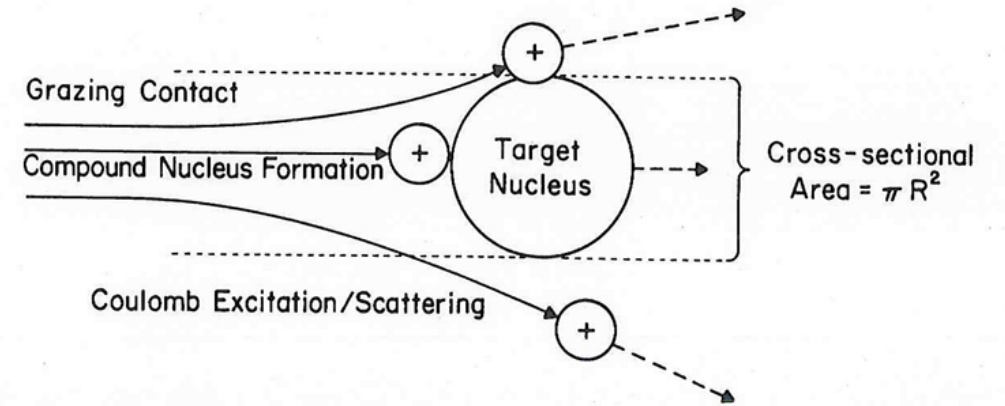 +
Grazing Contact
+
Compound Nucleus Formation
Target
Nucleus
Cross-sectional
Area = π R²
Coulomb Excitation/Scattering
+